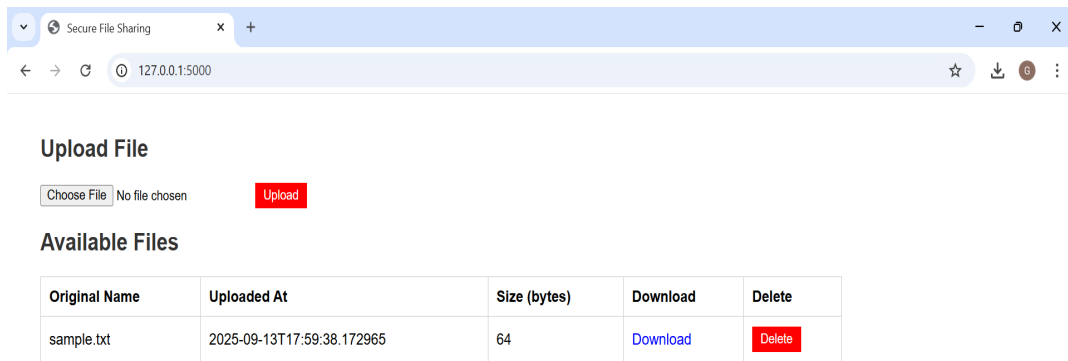 Secure File Sharing
127.0.0.1:5000
G
Upload File
Choose File No file chosen Upload
Available Files
Original Name Uploaded At Size (bytes) Download Delete
sample.txt 2025-09-13T17:59:38.172965 64 Download Delete